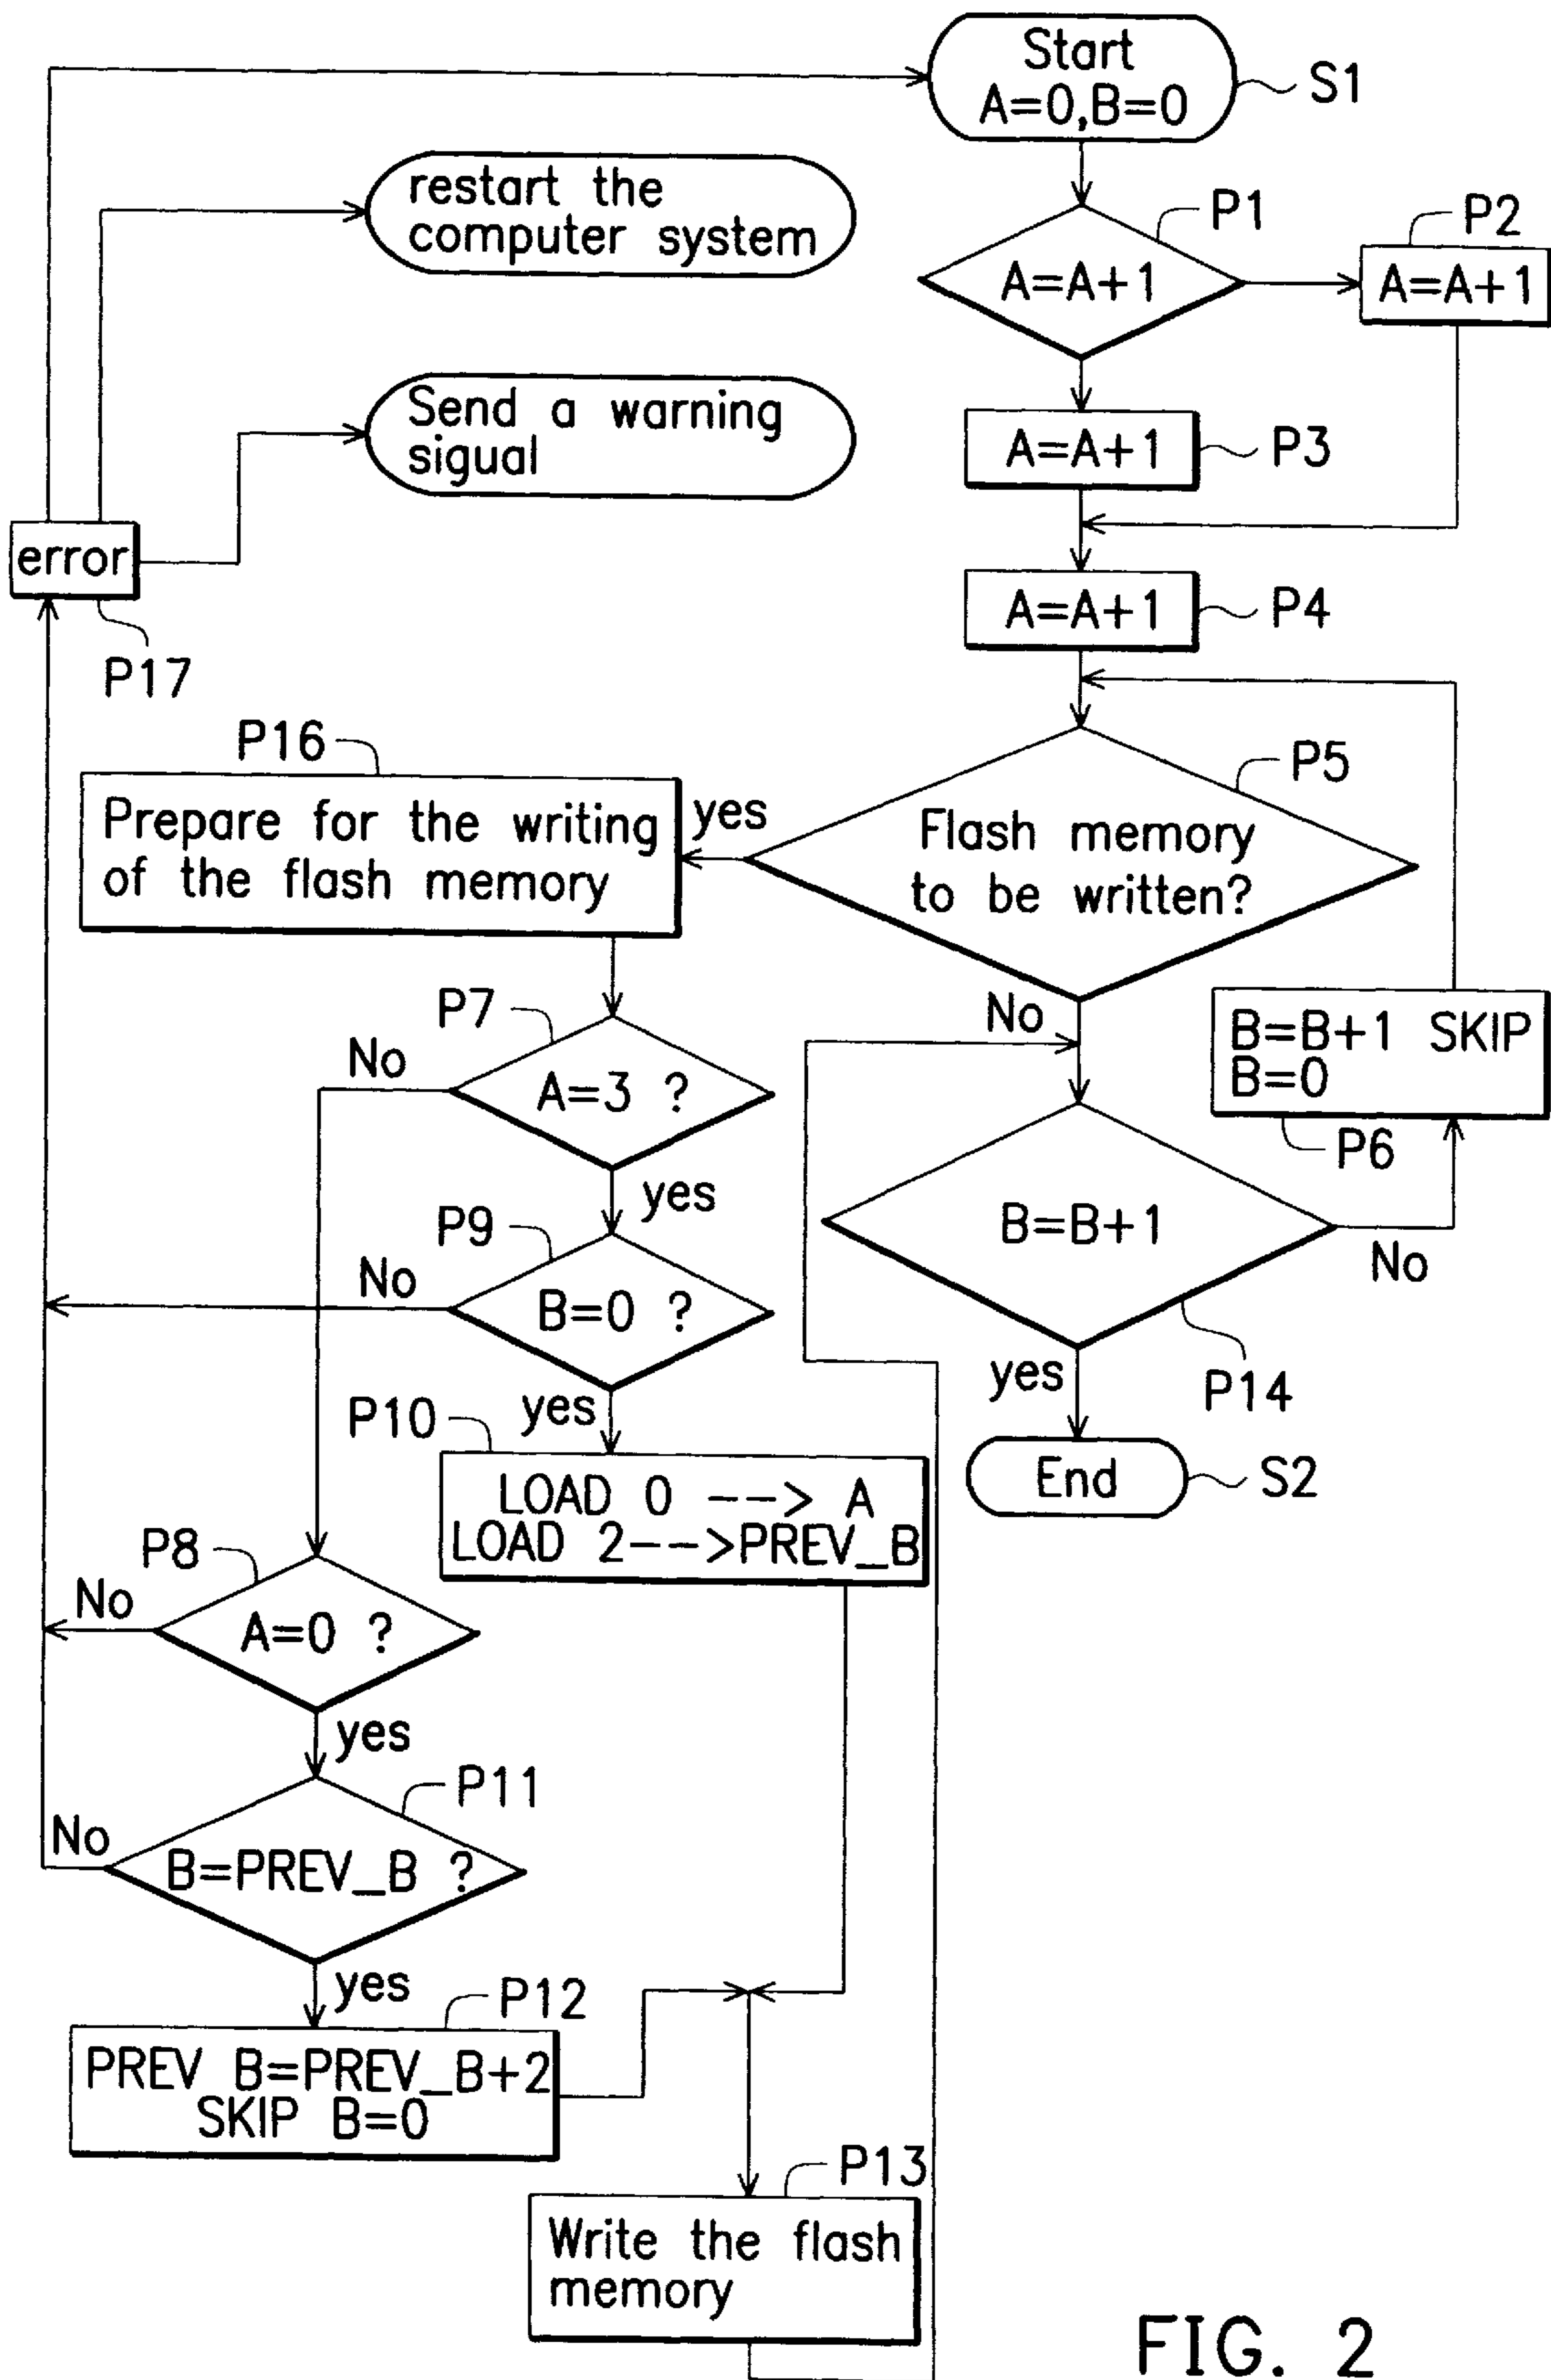 Start
A=0,B=0
S1
restart the
computer system
P1
P2
A=A+1
A=A+1
Send a warning
sigual
A=A+1
P3
error
A=A+1
P4
P17
P16
P5
Prepare for the writing
of the flash memory
yes
Flash memory
to be written?
P7
No
No
B=B+1 SKIP
B=0
A=3 ?
P6
yes
P9
No
B=0 ?
B=B+1
No
yes
P10
yes
P14
LOAD 0 --> A
LOAD 2-->PREV_B
End
S2
P8
No
A=0 ?
yes
P11
No
B=PREV_B ?
yes
P12
PREV B=PREV_B+2
SKIP B=0
P13
Write the flash
memory
FIG. 2